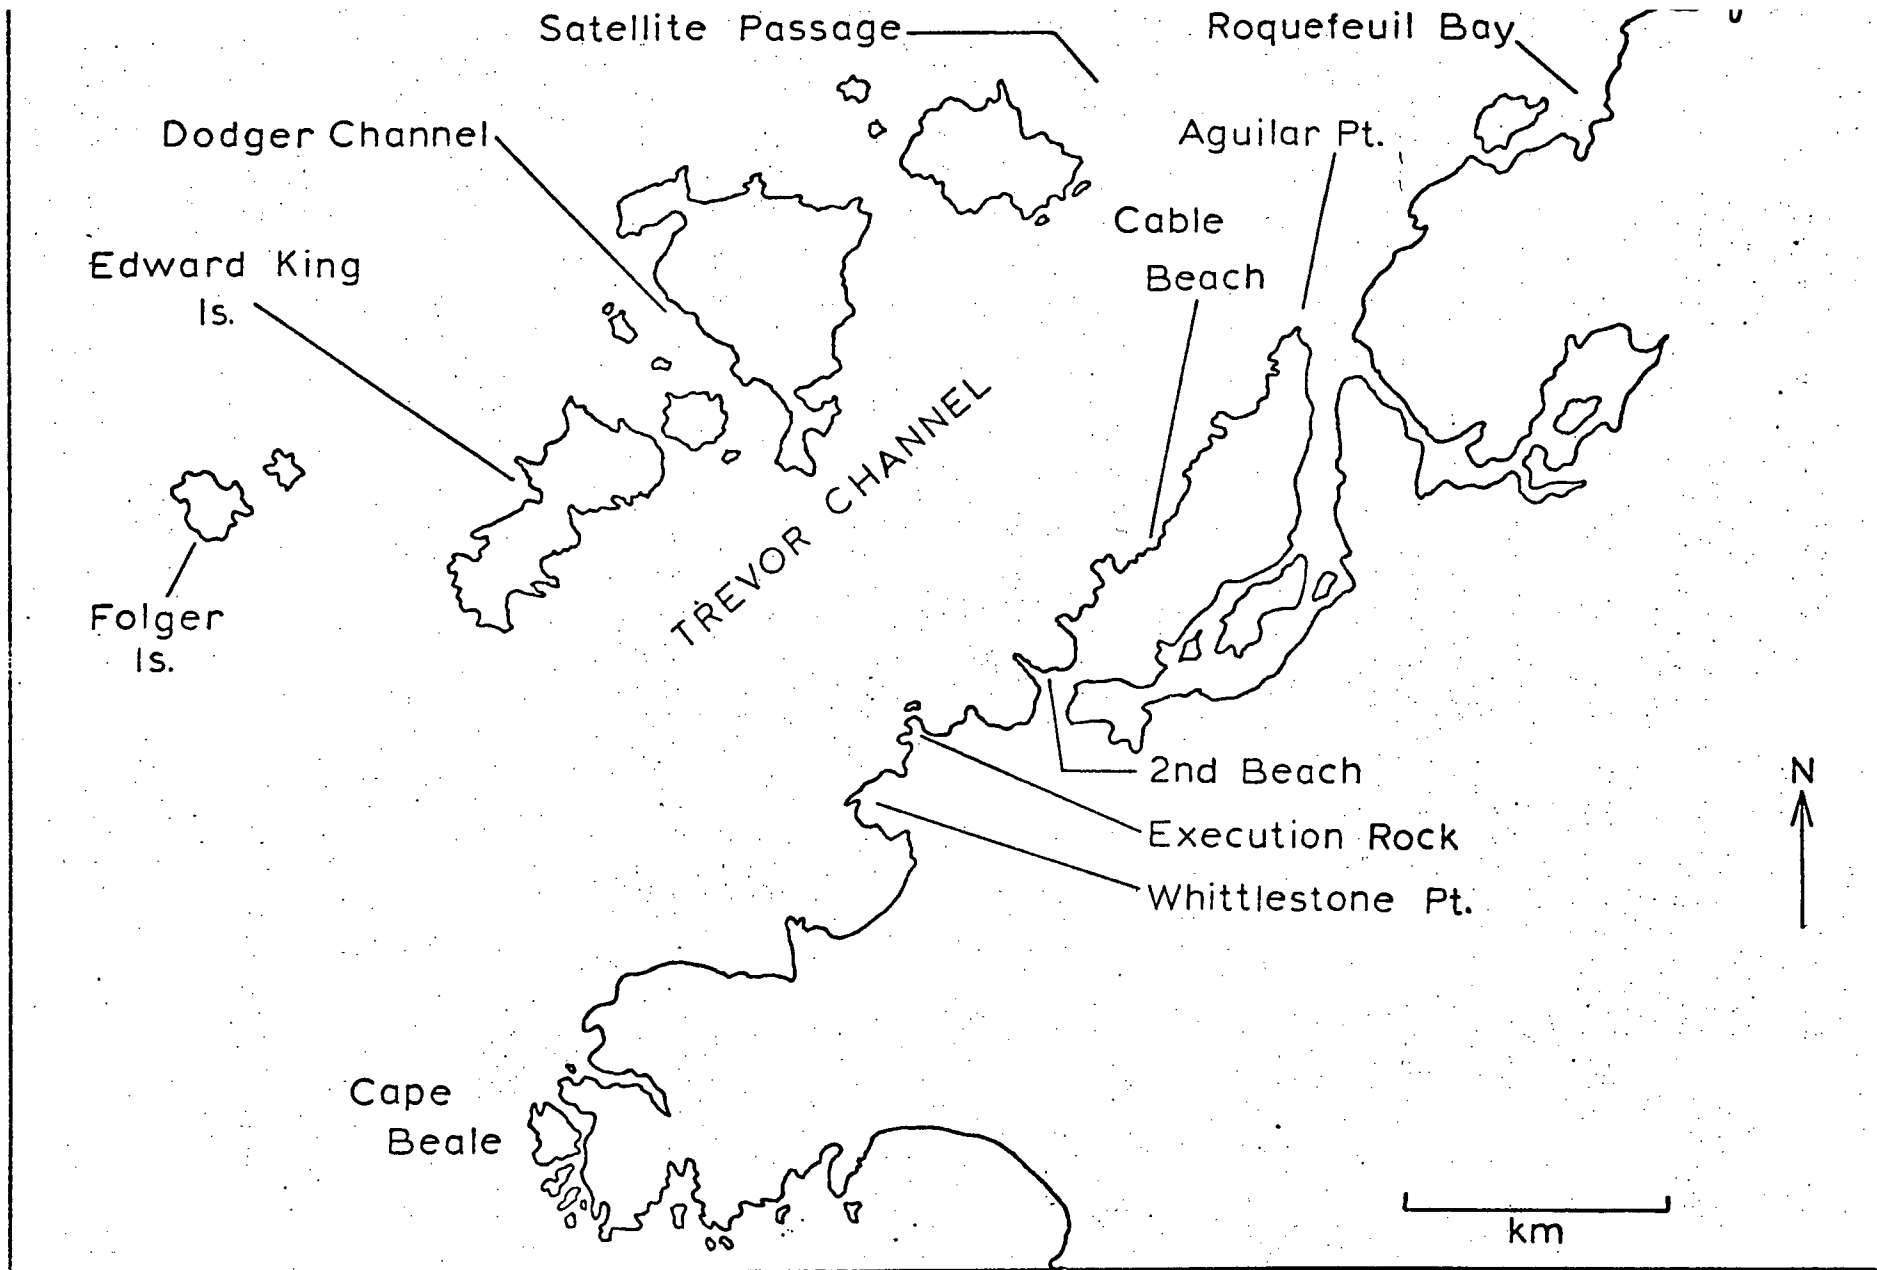 Satellite Passage
Roquefeuil Bay
Dodger Channel
Aguilar Pt.
Cable
Beach
Edward King
Is.
TREVOR CHANNEL
Folger
Is.
2nd Beach
Execution Rock
Whittlestone Pt.
N
Cape
Beale
km